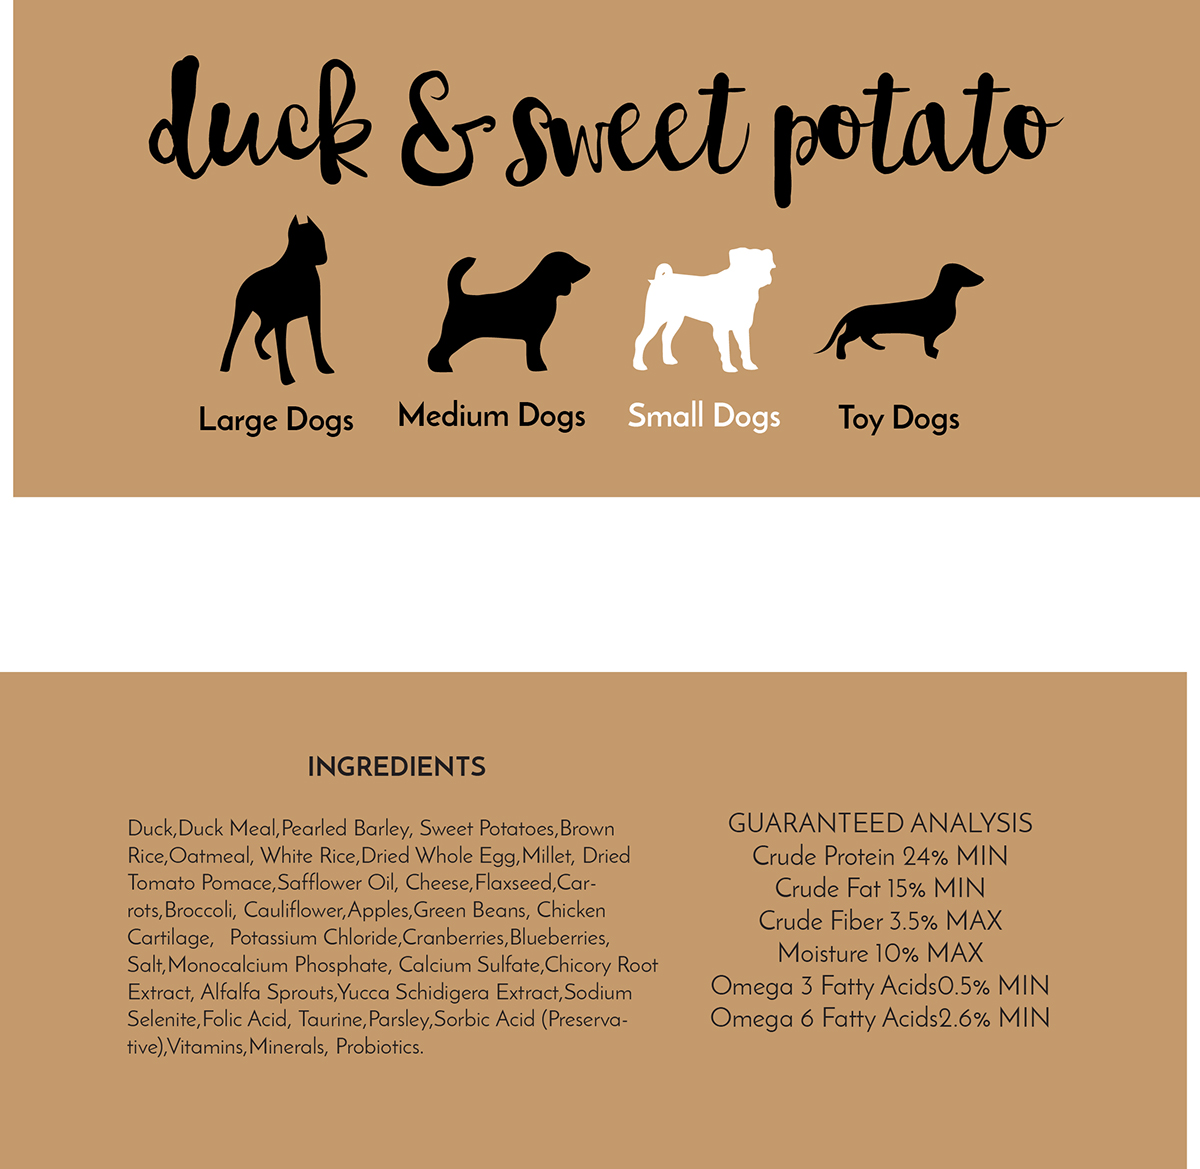 duck & sweet potato
Large Dogs Medium Dogs Small Dogs Toy Dogs
INGREDIENTS
Duck,Duck Meal,Pearled Barley, Sweet Potatoes,Brown
Rice,Oatmeal, White Rice,Dried Whole Egg,Millet, Dried
Tomato Pomace,Safflower Oil, Cheese,Flaxseed,Car-
rots,Broccoli, Cauliflower,Apples,Green Beans, Chicken
Cartilage, Potassium Chloride,Cranberries,Blueberries,
Salt,Monocalcium Phosphate, Calcium Sulfate,Chicory Root
Extract, Alfalfa Sprouts,Yucca Schidigera Extract,Sodium
Selenite,Folic Acid, Taurine,Parsley,Sorbic Acid (Preserva-
tive),Vitamins,Minerals, Probiotics.
GUARANTEED ANALYSIS
Crude Protein 24% MIN
Crude Fat 15% MIN
Crude Fiber 3.5% MAX
Moisture 10% MAX
Omega 3 Fatty Acids0.5% MIN
Omega 6 Fatty Acids2.6% MIN